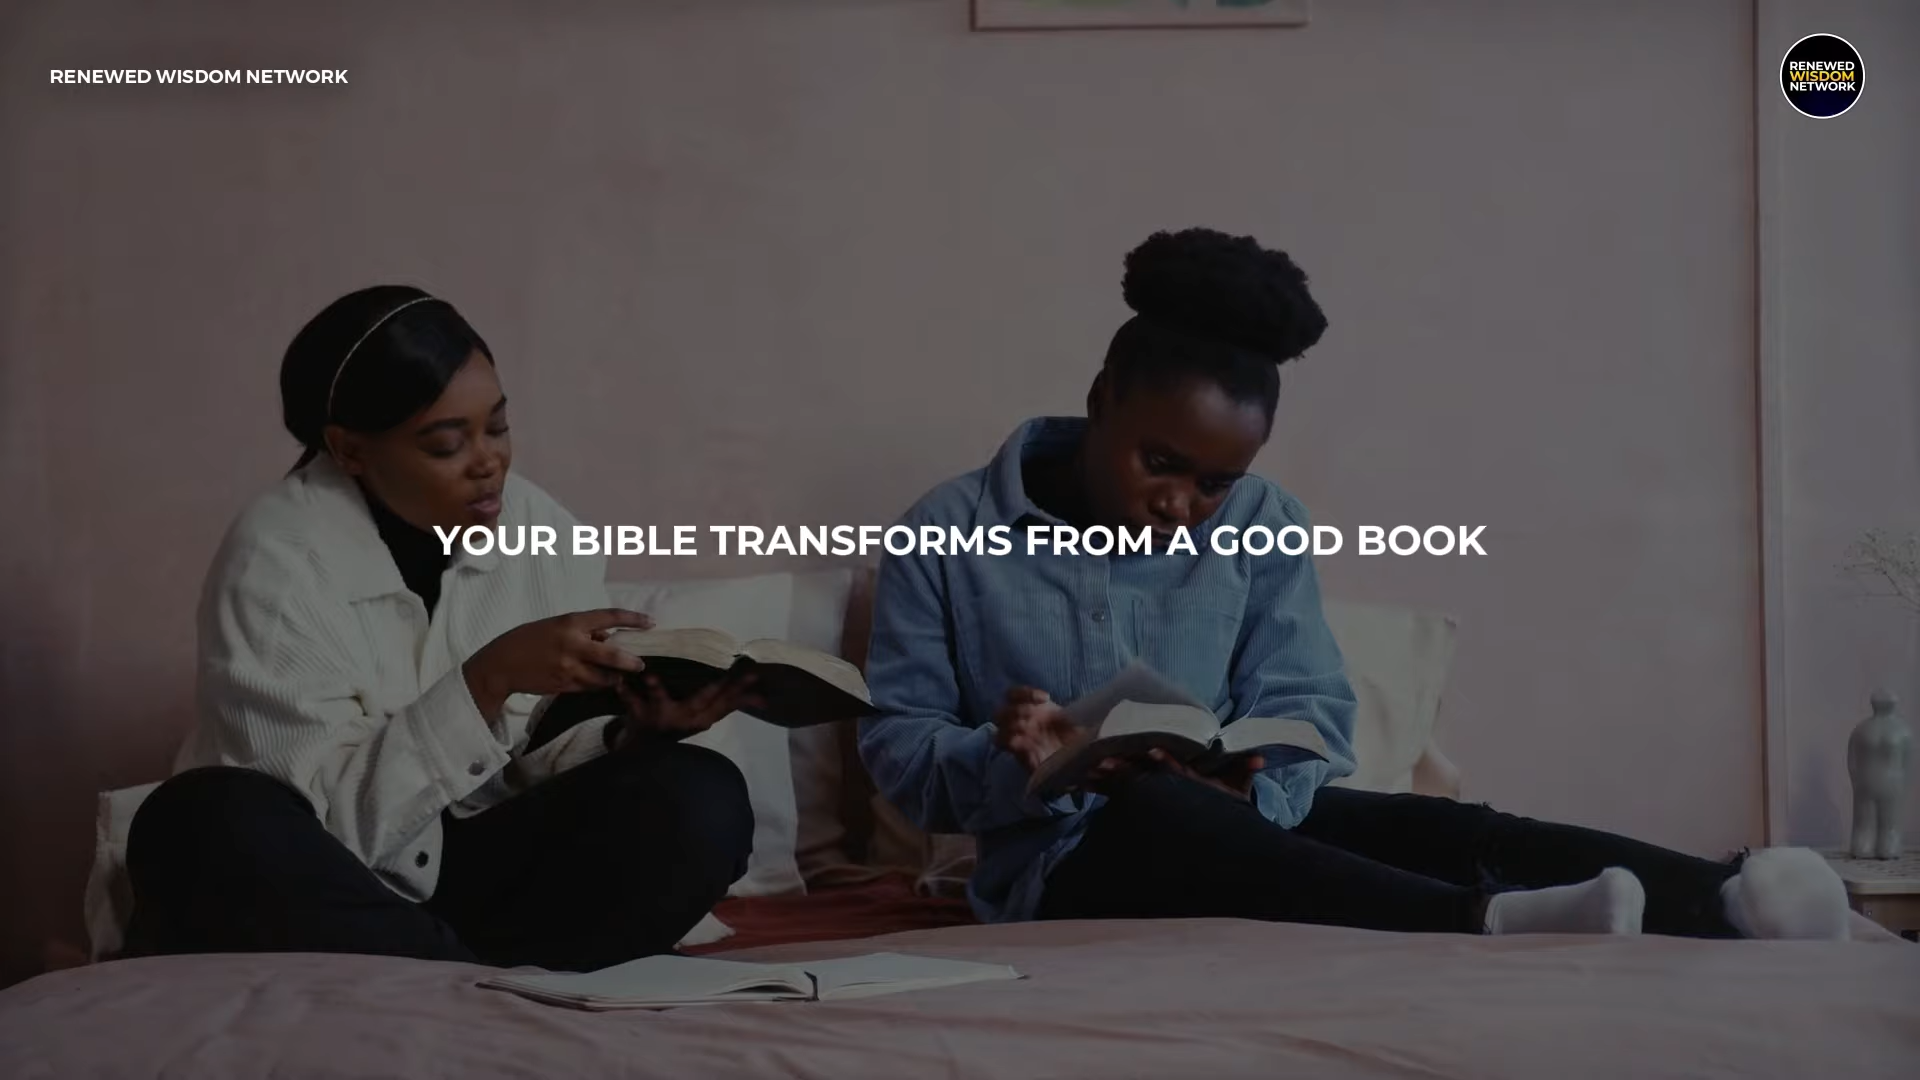 RENEWED WISDOM NETWORK
RENEWED
WISDOM
NETWORK
YOUR BIBLE TRANSFORMS FROM A GOOD BOOK